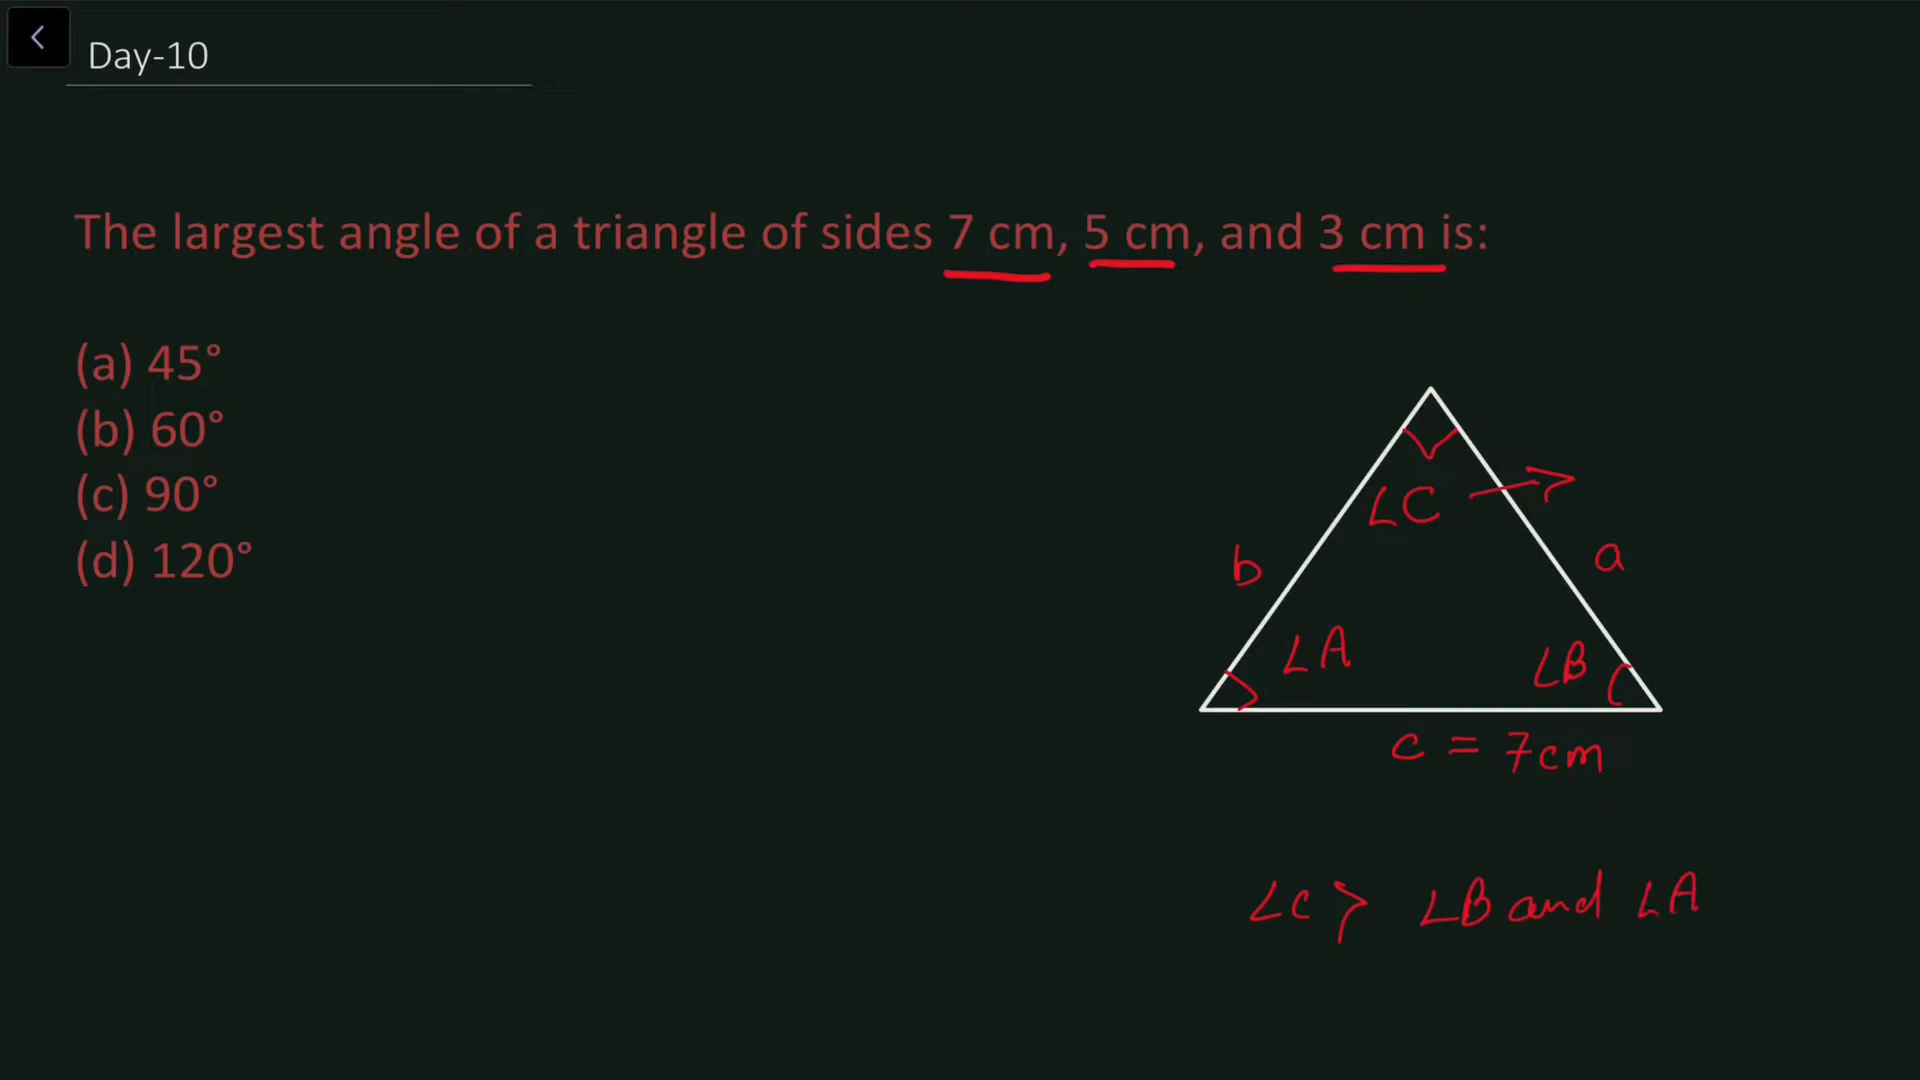 Day-10
The largest angle of a triangle of sides 7 cm, 5 cm, and 3 cm is:
(a) 45°
(b) 60°
(c) 90°
(d) 120°
∠C
b
a
∠A
∠B
c = 7cm
∠C > ∠B and ∠A